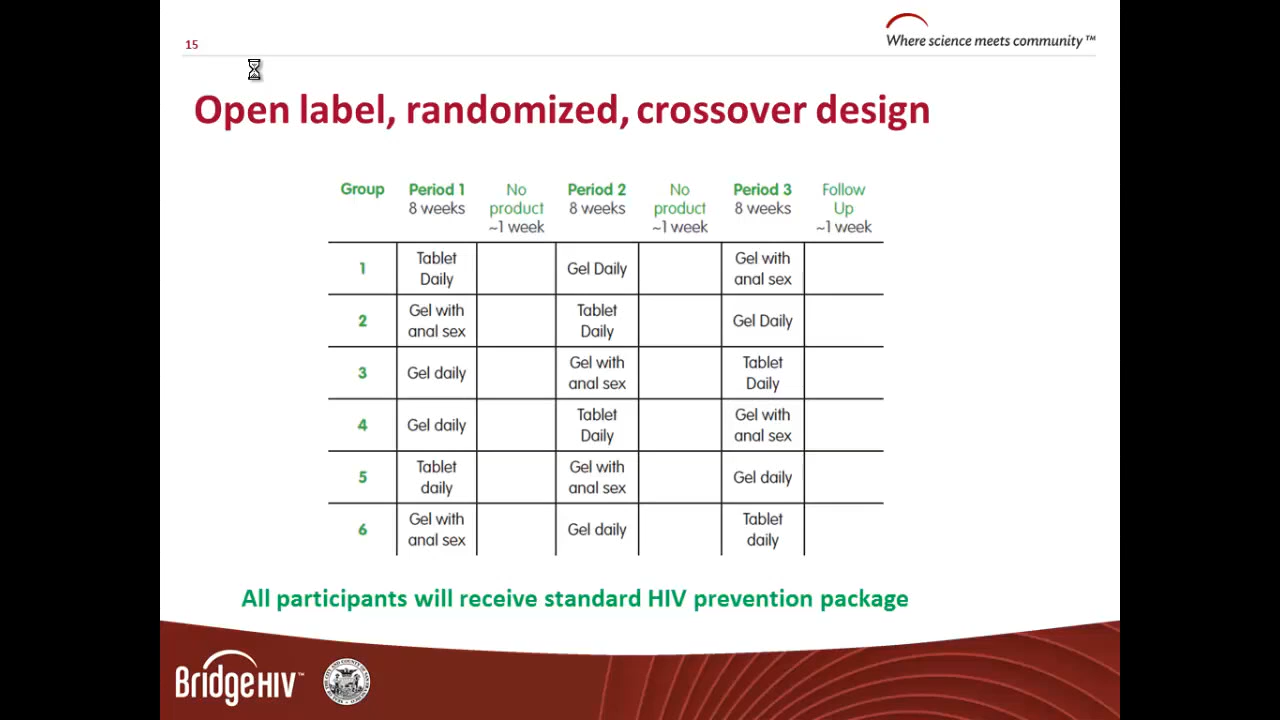 15
Where science meets community™
Open label, randomized, crossover design
Group Period 1 No Period 2 No Period 3 Follow
8 weeks product 8 weeks product 8 weeks Up
~1 week ~1 week ~1 week
1 Tablet Daily Gel Daily Gel with anal sex
2 Gel with anal sex Tablet Daily Gel Daily
3 Gel daily Gel with anal sex Tablet Daily
4 Gel daily Tablet Daily Gel with anal sex
5 Tablet daily Gel with anal sex Gel daily
6 Gel with anal sex Gel daily Tablet daily
All participants will receive standard HIV prevention package
BridgeHIV™